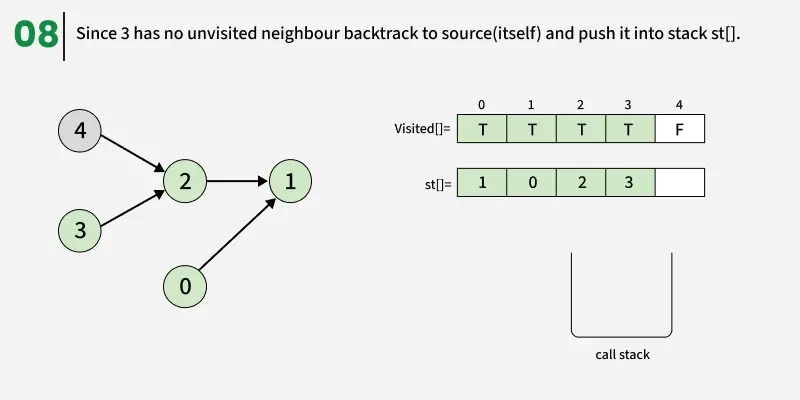 08
Since 3 has no unvisited neighbour backtrack to source(itself) and push it into stack st[].
0 1 2 3 4
Visited[]= T T T T F
st[]= 1 0 2 3
4
2
1
3
0
call stack